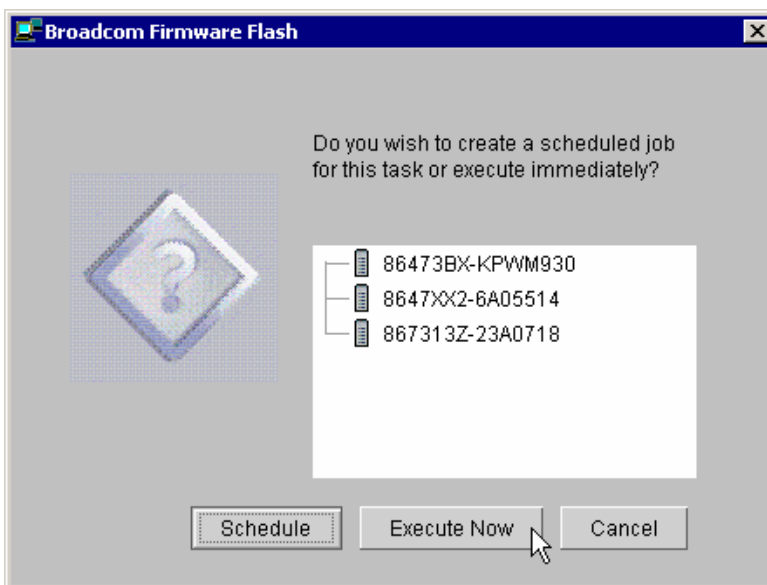 Broadcom Firmware Flash
Do you wish to create a scheduled job
for this task or execute immediately?
86473BX-KPWM930
8647XX2-6A05514
867313Z-23A0718
Schedule
Execute Now
Cancel